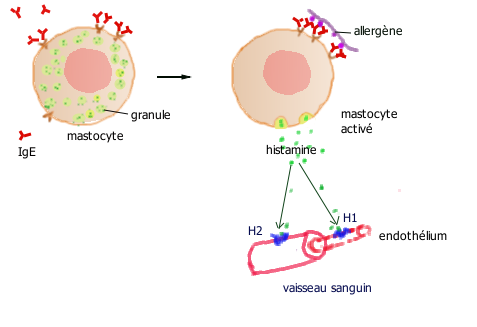 allergène
granule
mastocyte
IgE
mastocyte
activé
histamine
H2
H1
endothélium
vaisseau sanguin